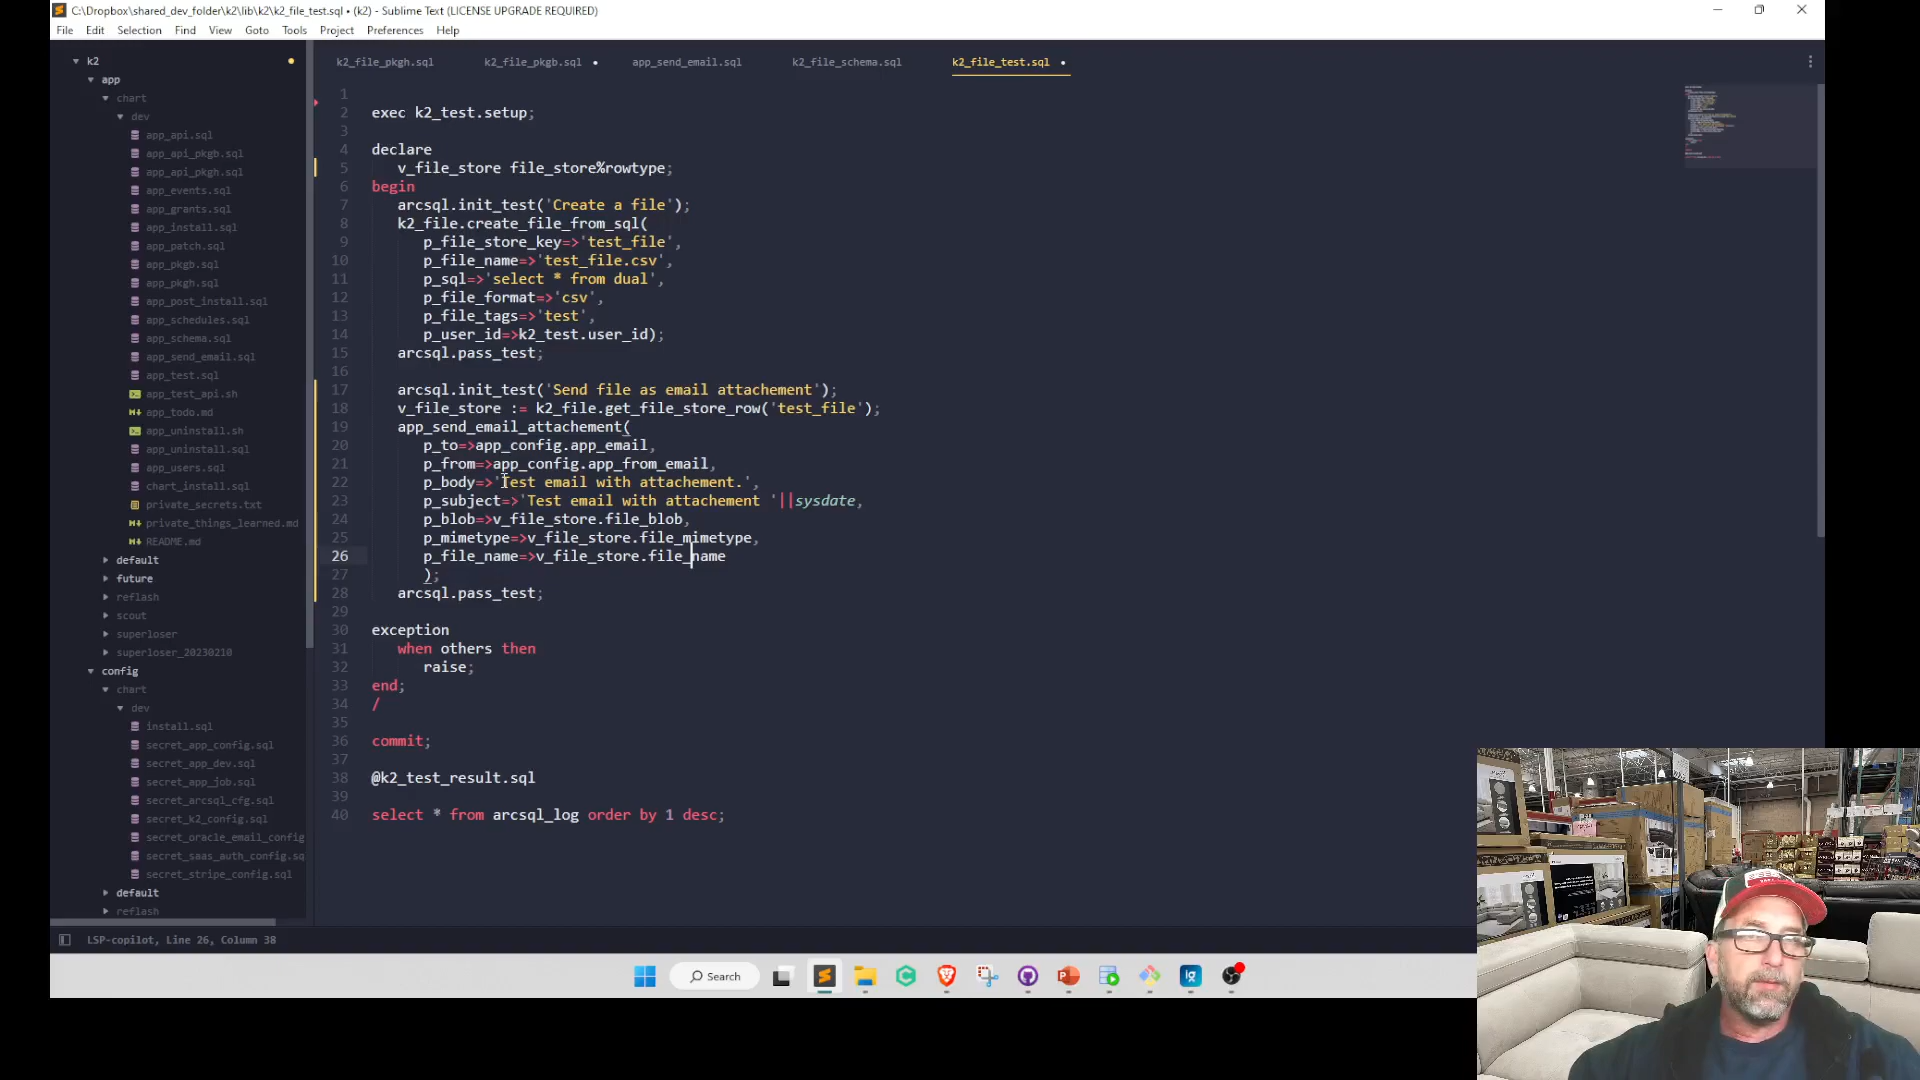 C:\Dropbox\shared_dev_folder\k2\lib\k2\k2_file_test.sql • (k2) - Sublime Text (LICENSE UPGRADE REQUIRED)
File Edit Selection Find View Goto Tools Project Preferences Help
k2_file_pkgh.sql k2_file_pkgb.sql app_send_email.sql k2_file_schema.sql k2_file_test.sql
k2
app
chart
dev
app_api.sql
app_api_pkgb.sql
app_api_pkgh.sql
app_events.sql
app_grants.sql
app_install.sql
app_patch.sql
app_pkgb.sql
app_pkgh.sql
app_post_install.sql
app_schedules.sql
app_schema.sql
app_send_email.sql
app_test.sql
app_test_api.sh
app_todo.md
app_uninstall.sh
app_uninstall.sql
app_users.sql
chart_install.sql
private_secrets.txt
private_things_learned.md
README.md
default
future
reflash
scout
superloser
superloser_20230210
config
chart
dev
install.sql
secret_app_config.sql
secret_app_dev.sql
secret_app_job.sql
secret_arcsql_cfg.sql
secret_k2_config.sql
secret_oracle_email_config
secret_saas_auth_config.sq
secret_stripe_config.sql
default
reflash
1
2 exec k2_test.setup;
3
4 declare
5 v_file_store file_store%rowtype;
6 begin
7 arcsql.init_test('Create a file');
8 k2_file.create_file_from_sql(
9 p_file_store_key=>'test_file',
10 p_file_name=>'test_file.csv',
11 p_sql=>'select * from dual',
12 p_file_format=>'csv',
13 p_file_tags=>'test',
14 p_user_id=>k2_test.user_id);
15 arcsql.pass_test;
16
17 arcsql.init_test('Send file as email attachement');
18 v_file_store := k2_file.get_file_store_row('test_file');
19 app_send_email_attachement(
20 p_to=>app_config.app_email,
21 p_from=>app_config.app_from_email,
22 p_body=>'Test email with attachement.',
23 p_subject=>'Test email with attachement '||sysdate,
24 p_blob=>v_file_store.file_blob,
25 p_mimetype=>v_file_store.file_mimetype,
26 p_file_name=>v_file_store.file_name
27 );
28 arcsql.pass_test;
29
30 exception
31 when others then
32 raise;
33 end;
34 /
35
36 commit;
37
38 @k2_test_result.sql
39
40 select * from arcsql_log order by 1 desc;
LSP-copilot, Line 26, Column 38
Search